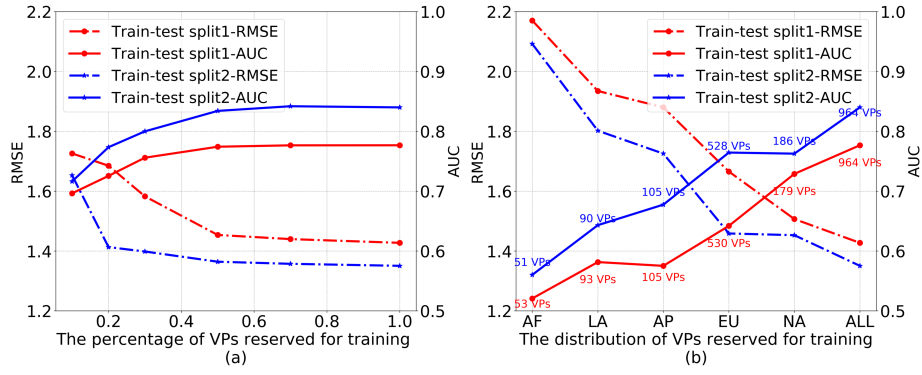 2.2
2.0
1.8
1.6
1.4
1.2
RMSE
1.0
0.9
0.8
0.7
0.6
0.5
AUC
Train-test split1-RMSE
Train-test split1-AUC
Train-test split2-RMSE
Train-test split2-AUC
0.2 0.4 0.6 0.8 1.0
The percentage of VPs reserved for training
(a)
2.2
2.0
1.8
1.6
1.4
1.2
RMSE
1.0
0.9
0.8
0.7
0.6
0.5
AUC
Train-test split1-RMSE
Train-test split1-AUC
Train-test split2-RMSE
Train-test split2-AUC
51 VPs
90 VPs
105 VPs
528 VPs
186 VPs
964 VPs
53 VPs
93 VPs
105 VPs
530 VPs
179 VPs
964 VPs
AF LA AP EU NA ALL
The distribution of VPs reserved for training
(b)